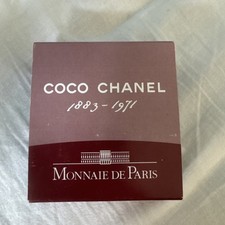 COCO CHANEL
1883-1971
MONNAIE DE PARIS